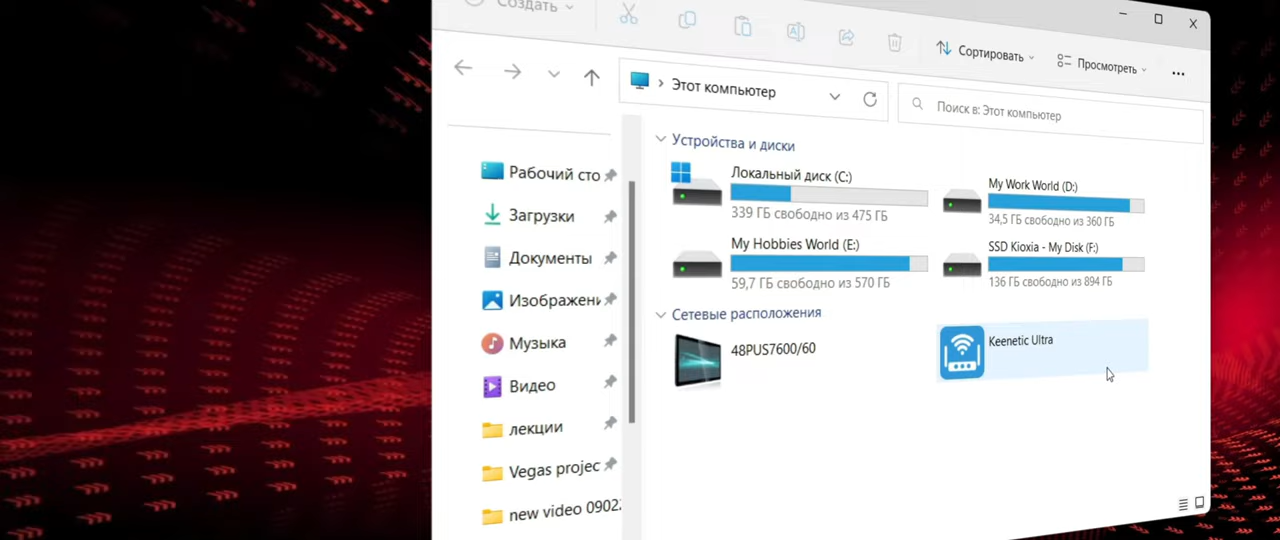 Создать
Сортировать
Просмотреть
Этот компьютер
Поиск в: Этот компьютер
Рабочий сто
Загрузки
Документы
Изображени
Музыка
Видео
лекции
Vegas projec
new video 0902
Устройства и диски
Локальный диск (C:)
339 ГБ свободно из 475 ГБ
My Work World (D:)
34,5 ГБ свободно из 360 ГБ
My Hobbies World (E:)
59,7 ГБ свободно из 570 ГБ
SSD Kioxia - My Disk (F:)
136 ГБ свободно из 894 ГБ
Сетевые расположения
48PUS7600/60
Keenetic Ultra